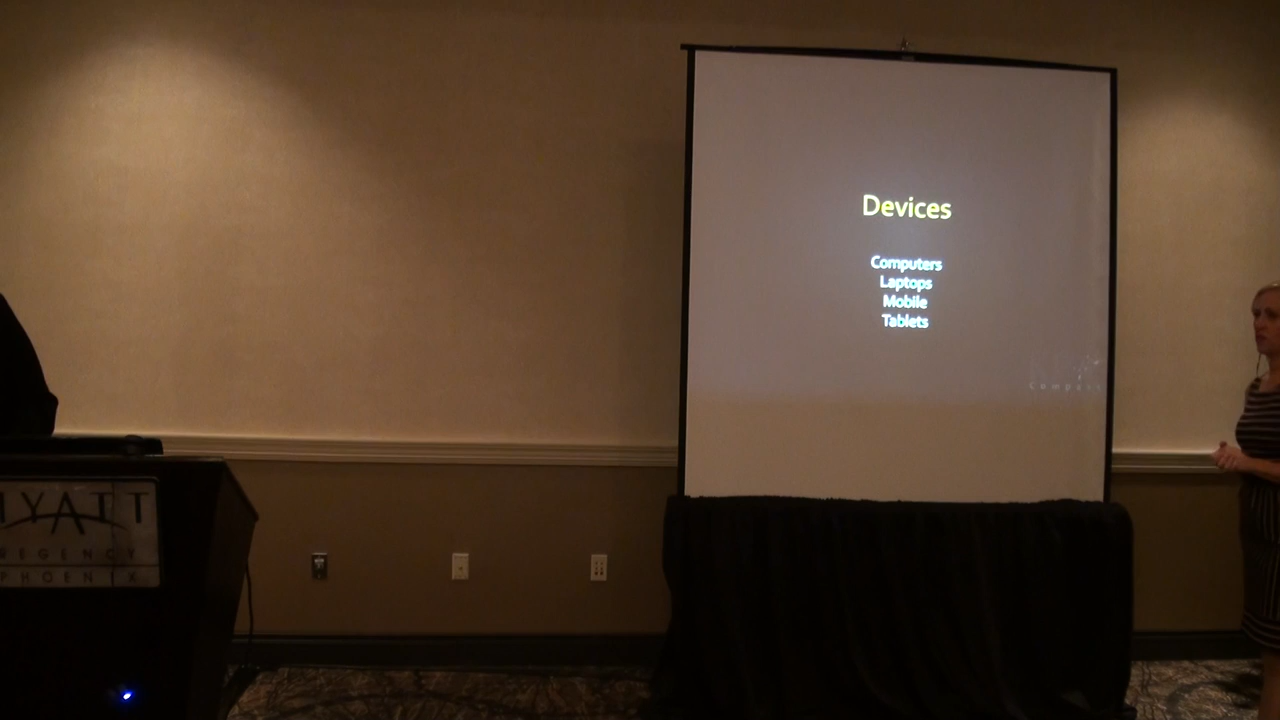 Devices
Computers
Laptops
Mobile
Tablets
HYATT
REGENCY
PHOENIX